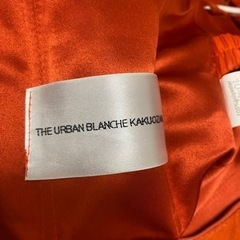 THE URBAN BLANCHE KAKUOZAN